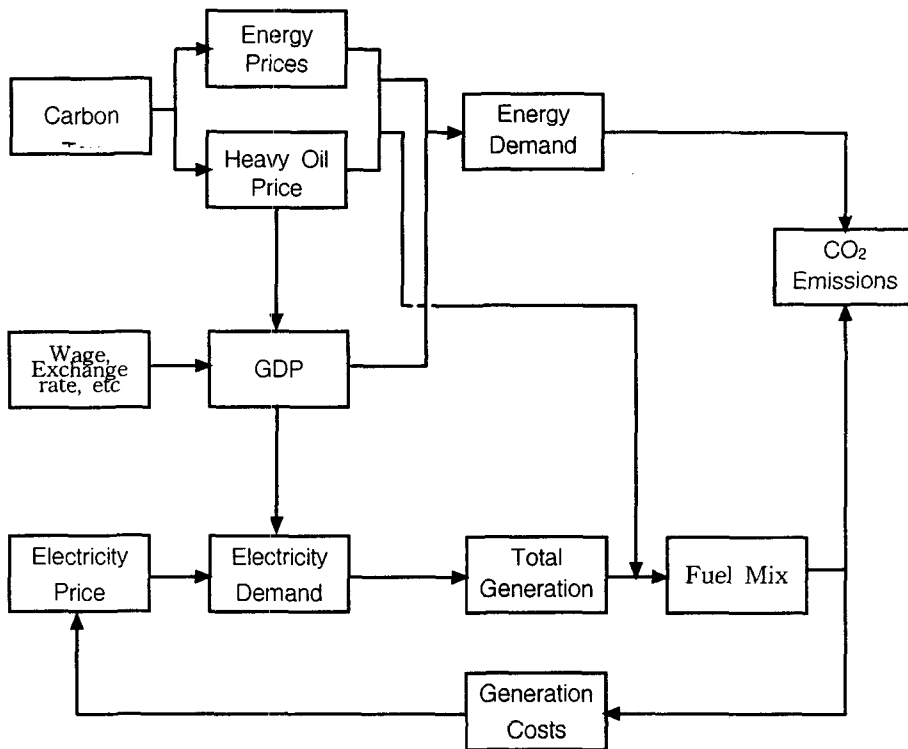 Energy
Prices
Carbon
Heavy Oil
Price
Energy
Demand
CO₂
Emissions
Wage,
Exchange
rate, etc
GDP
Electricity
Price
Electricity
Demand
Total
Generation
Fuel Mix
Generation
Costs